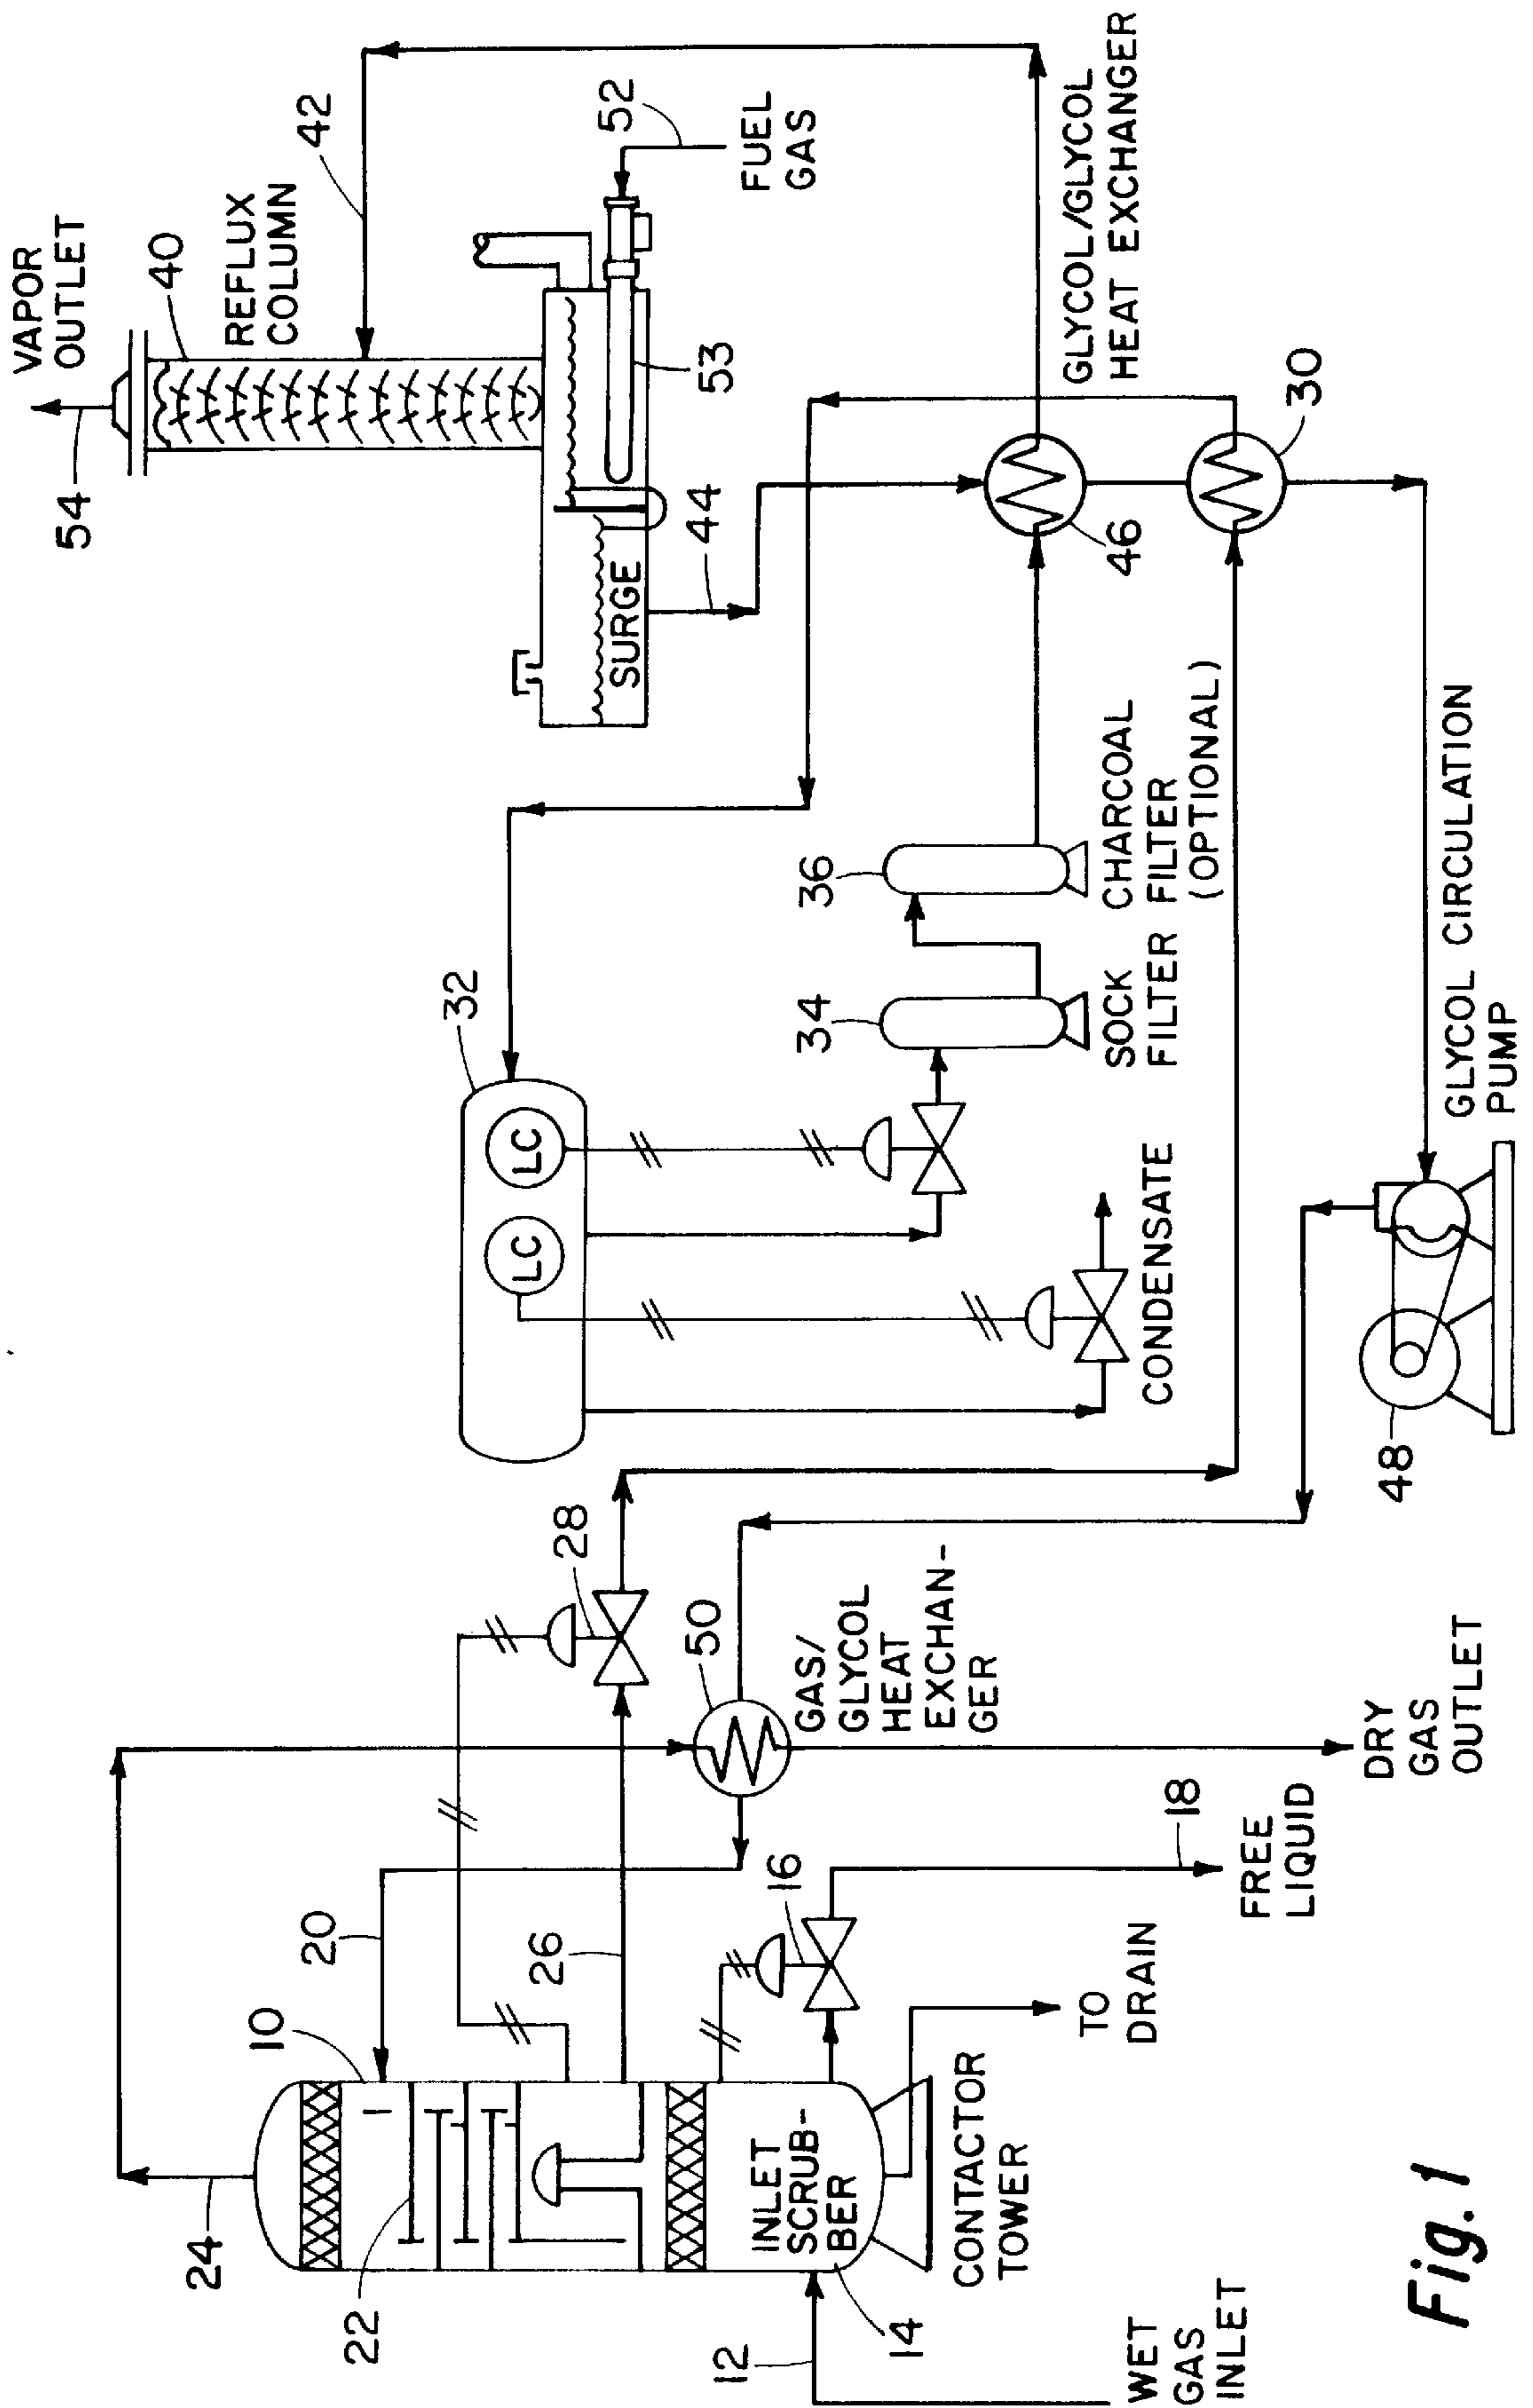 VAPOR
OUTLET
54
40
REFLUX
COLUMN
42
52
FUEL
GAS
53
SURGE
44
GLYCOL/GLYCOL
HEAT EXCHANGER
46
30
32
LC
LC
34
36
SOCK
FILTER
CHARCOAL
FILTER
(OPTIONAL)
CONDENSATE
GLYCOL CIRCULATION
PUMP
48
28
50
GAS/
GLYCOL
HEAT
EXCHAN-
GER
DRY
GAS
OUTLET
24
10
20
22
26
16
18
FREE
LIQUID
TO
DRAIN
INLET
SCRUB-
BER
CONTACTOR
TOWER
14
12
WET
GAS
INLET
Fig. 1